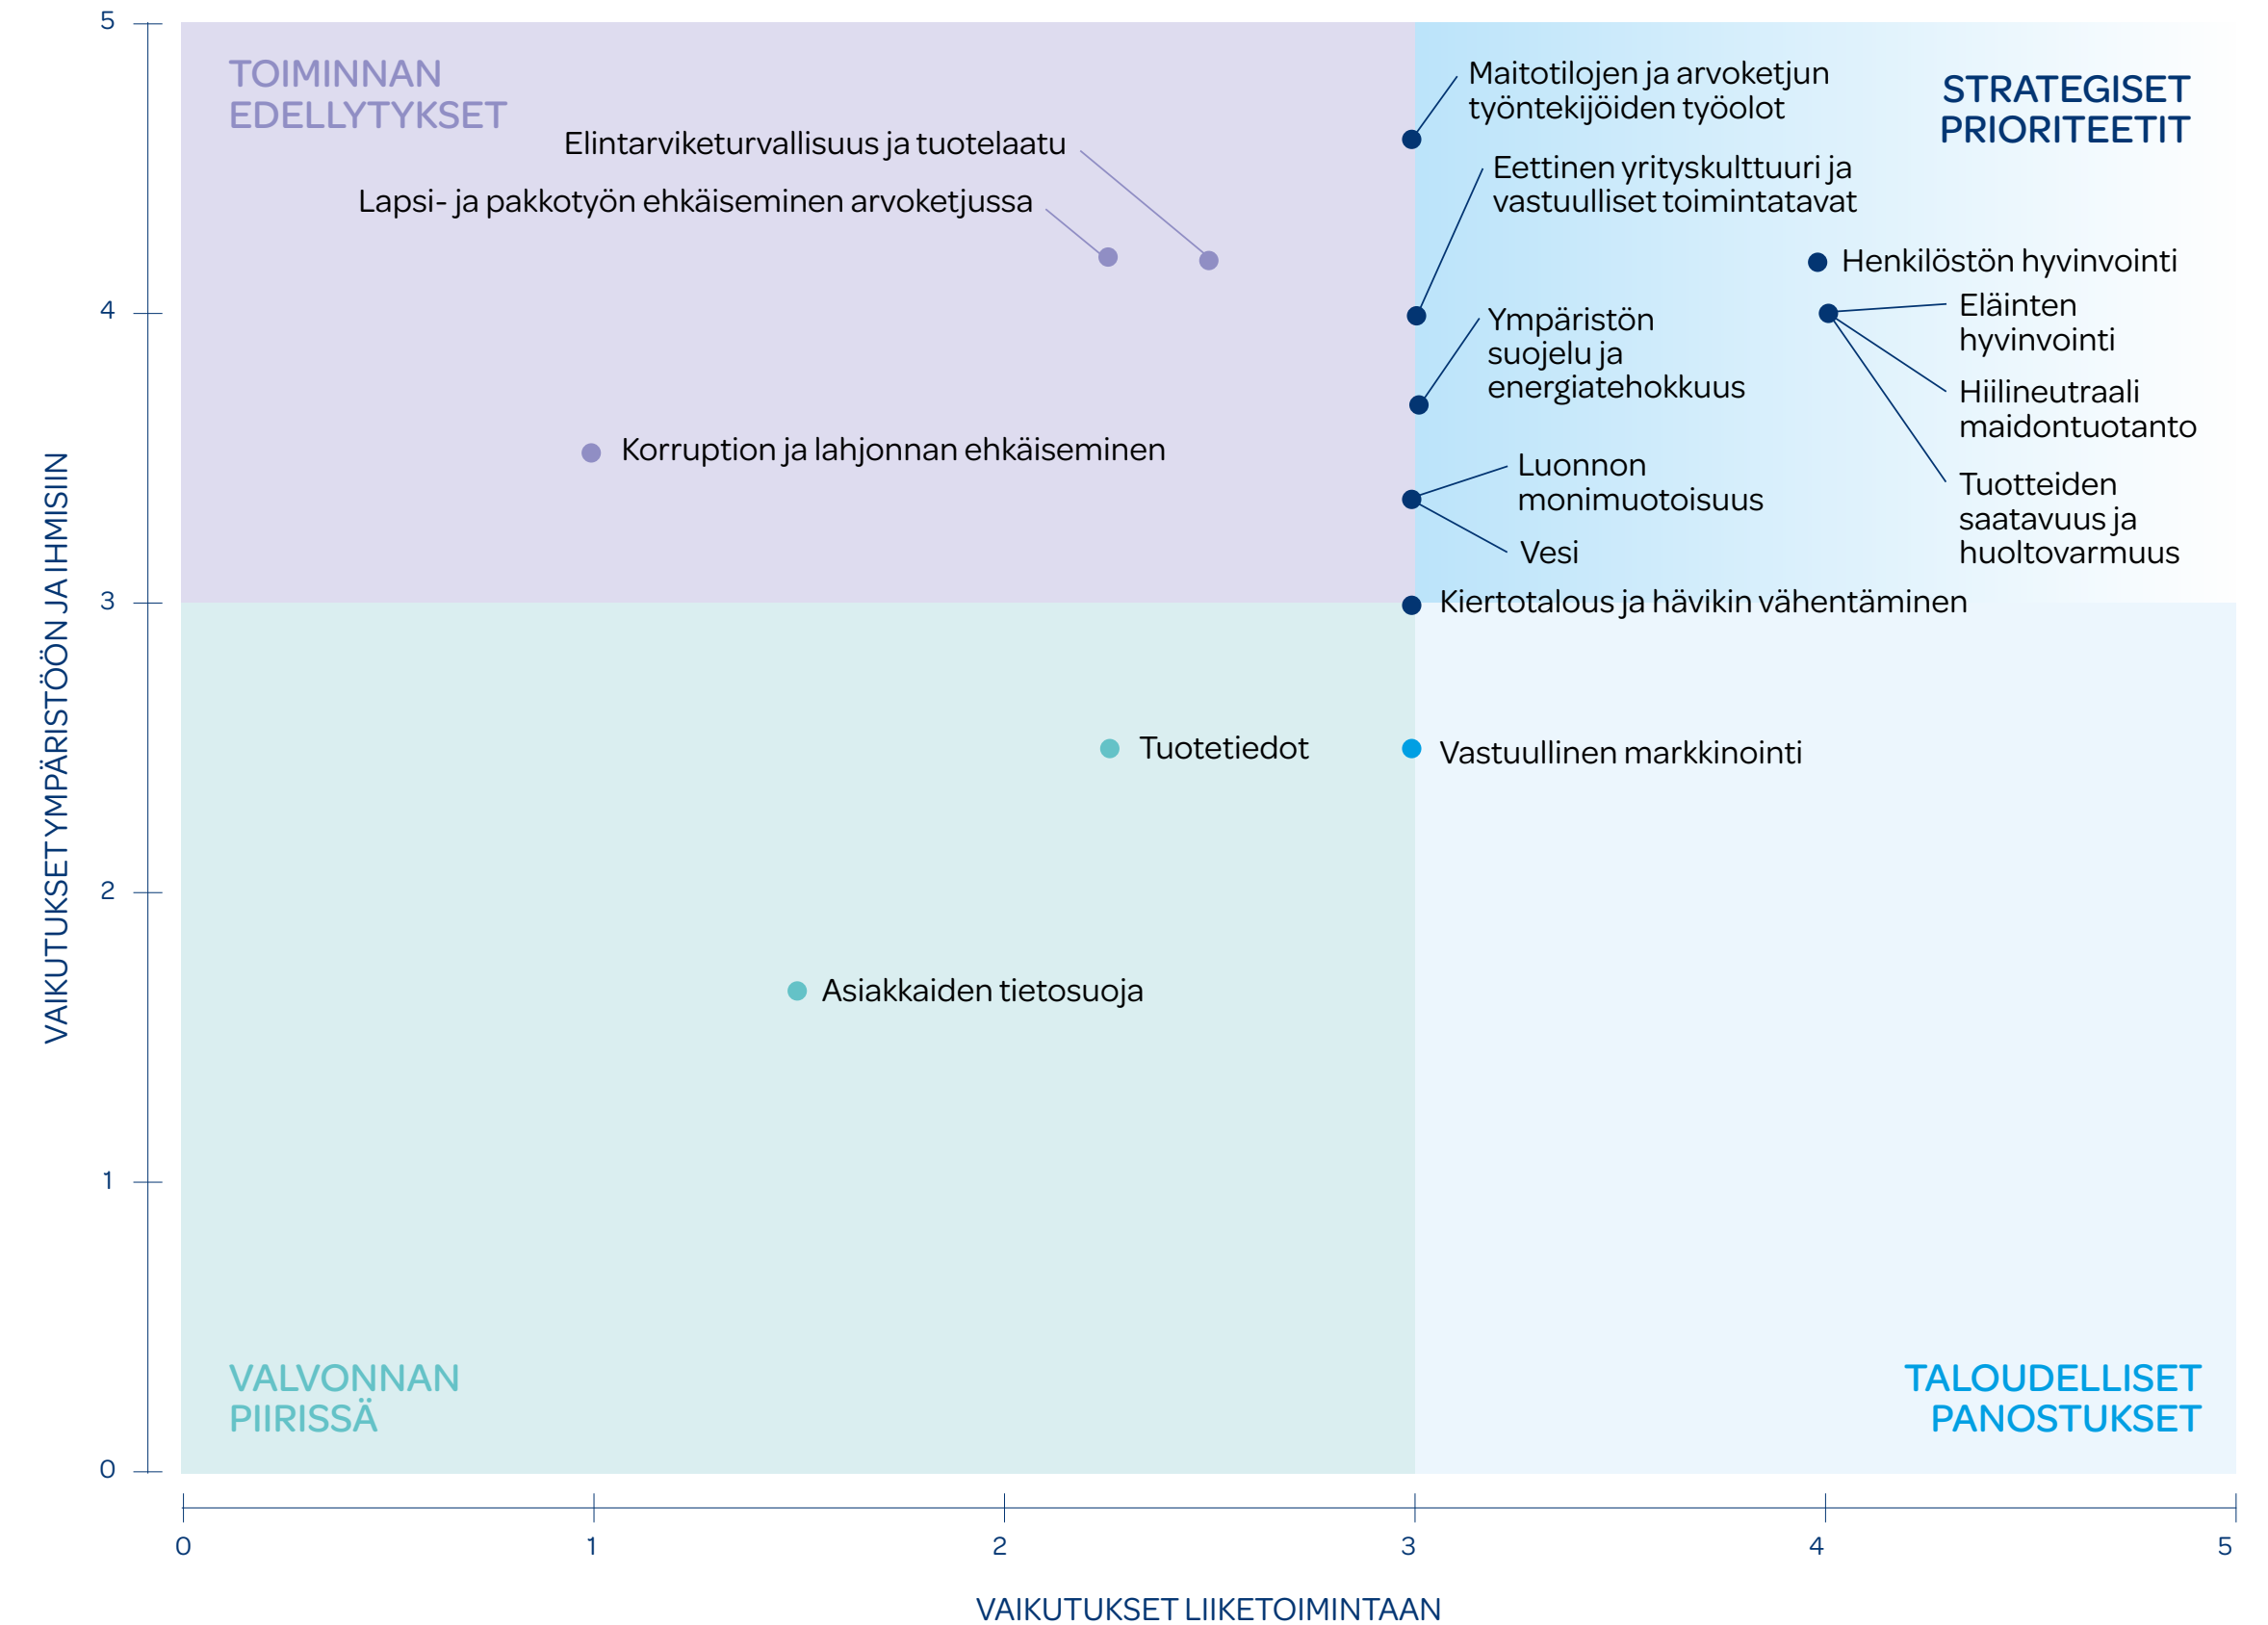 5
TOIMINNAN
EDELLYTYKSET
Elintarviketurvallisuus ja tuotelaatu
Lapsi- ja pakkotyön ehkäiseminen arvoketjussa
Korruption ja lahjonnan ehkäiseminen
Maitotilojen ja arvoketjun
työntekijöiden työolot
Eettinen yrityskulttuuri ja
vastuulliset toimintatavat
STRATEGISET
PRIORITEETIT
Henkilöstön hyvinvointi
Eläinten
hyvinvointi
Hiilineutraali
maidontuotanto
Tuotteiden
saatavuus ja
huoltovarmuus
Ympäristön
suojelu ja
energiatehokkuus
Luonnon
monimuotoisuus
Vesi
Kiertotalous ja hävikin vähentäminen
4
3
2
1
0
VAIKUTUKSET YMPÄRISTÖÖN JA IHMISIIN
Tuotetiedot
Vastuullinen markkinointi
Asiakkaiden tietosuoja
VALVONNAN
PIIRISSÄ
TALOUDELLISET
PANOSTUKSET
0 1 2 3 4 5
VAIKUTUKSET LIIKETOIMINTAAN